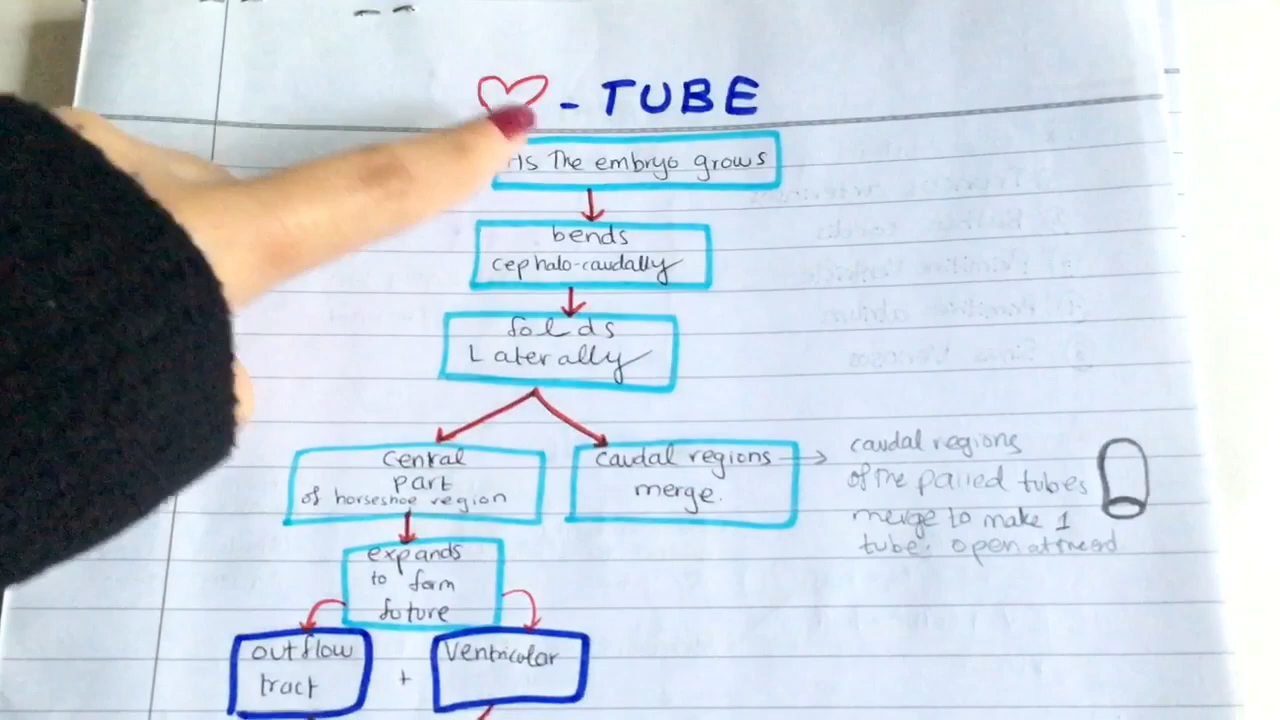 - TUBE
As The embryo grows
bends
cephalo-caudally
folds
Laterally
Central
part
of horseshoe region
caudal regions
merge.
caudal regions
of the paired tubes
merge to make 1
tube. open at the end
expands
to form
future
outflow
tract
+
Ventricular